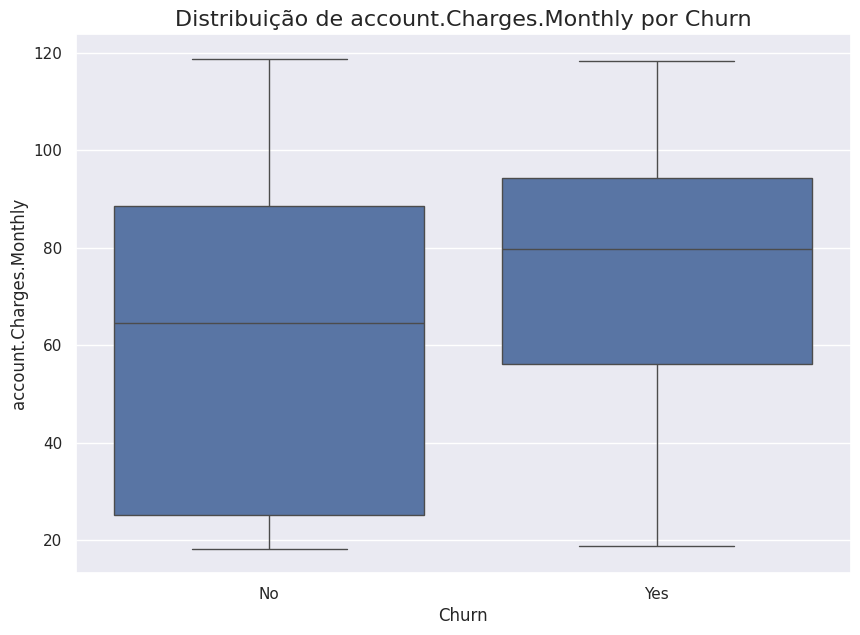 Distribuição de account.Charges.Monthly por Churn
account.Charges.Monthly
120
100
80
60
40
20
No
Yes
Churn